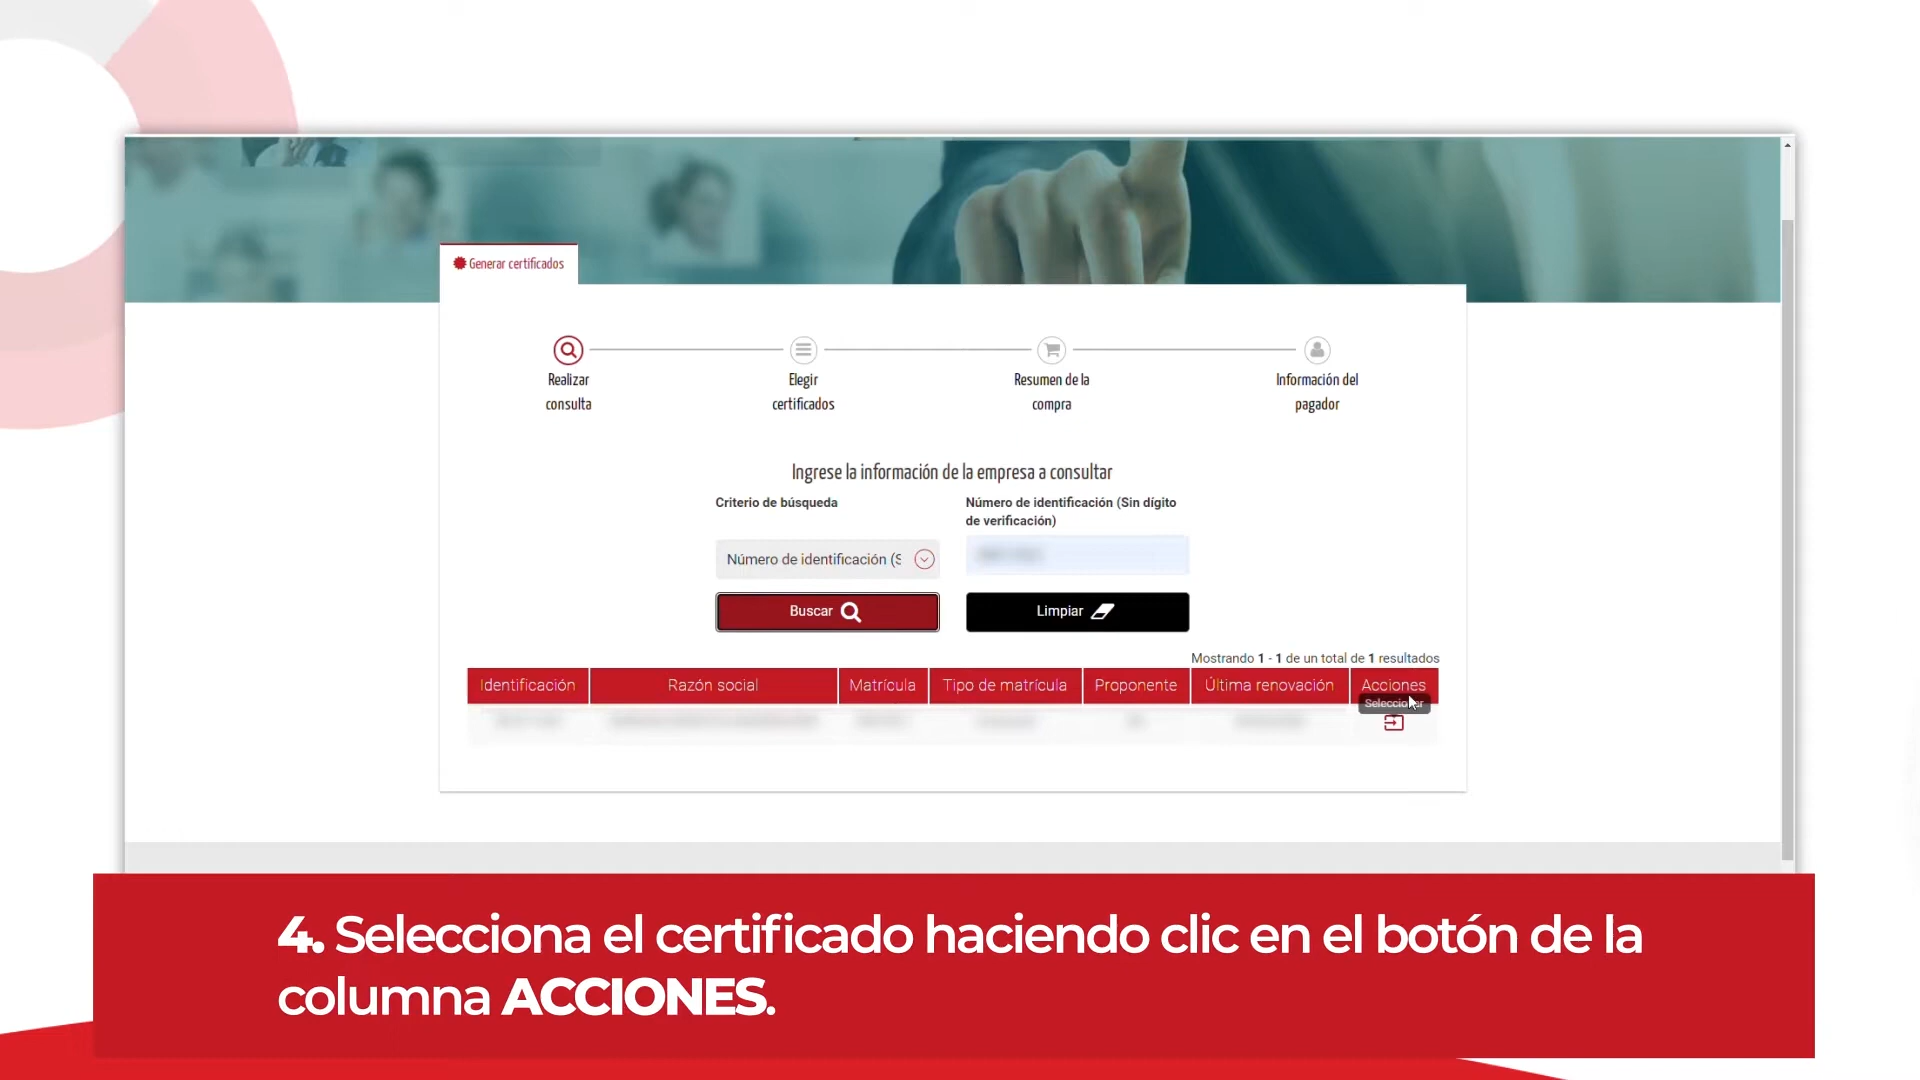 Generar certificados
Realizar
consulta
Elegir
certificados
Resumen de la
compra
Información del
pagador
Ingrese la información de la empresa a consultar
Criterio de búsqueda
Número de identificación (Sin dígito
de verificación)
Número de identificación (S
Buscar
Limpiar
Mostrando 1 - 1 de un total de 1 resultados
Identificación Razón social Matrícula Tipo de matrícula Proponente Última renovación Acciones
Seleccionar
4. Selecciona el certificado haciendo clic en el botón de la
columna ACCIONES.